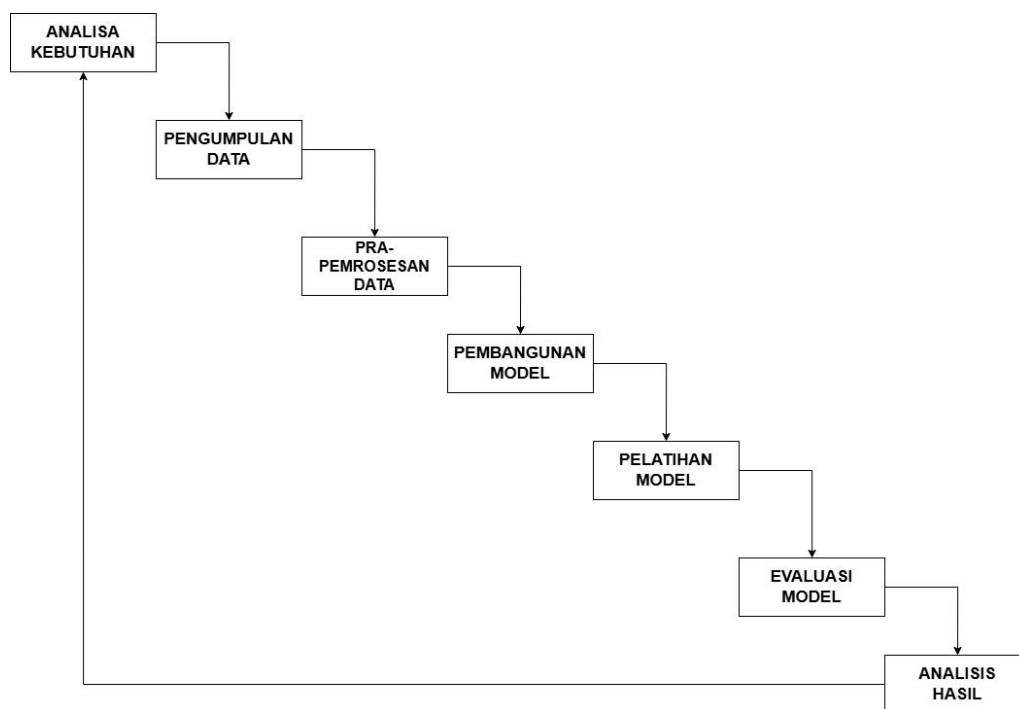 ANALISA
KEBUTUHAN
PENGUMPULAN
DATA
PRA-
PEMROSESAN
DATA
PEMBANGUNAN
MODEL
PELATIHAN
MODEL
EVALUASI
MODEL
ANALISIS
HASIL